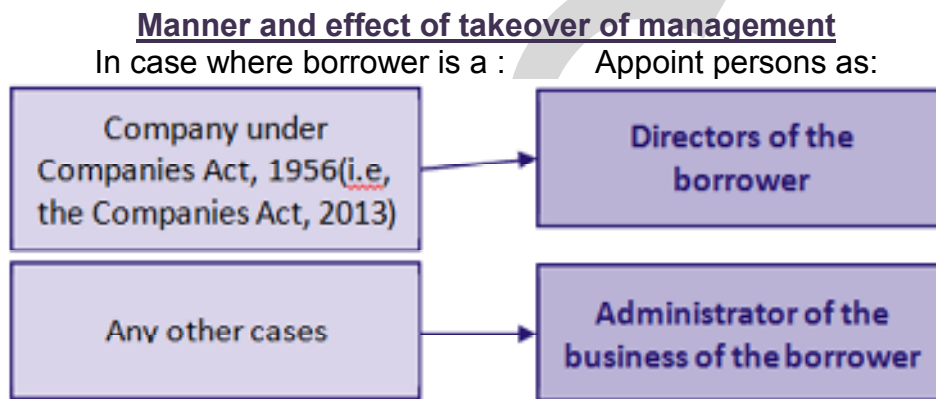 Manner and effect of takeover of management
In case where borrower is a : Appoint persons as:
Company under
Companies Act, 1956(i.e,
the Companies Act, 2013)
Directors of the
borrower
Any other cases
Administrator of the
business of the borrower